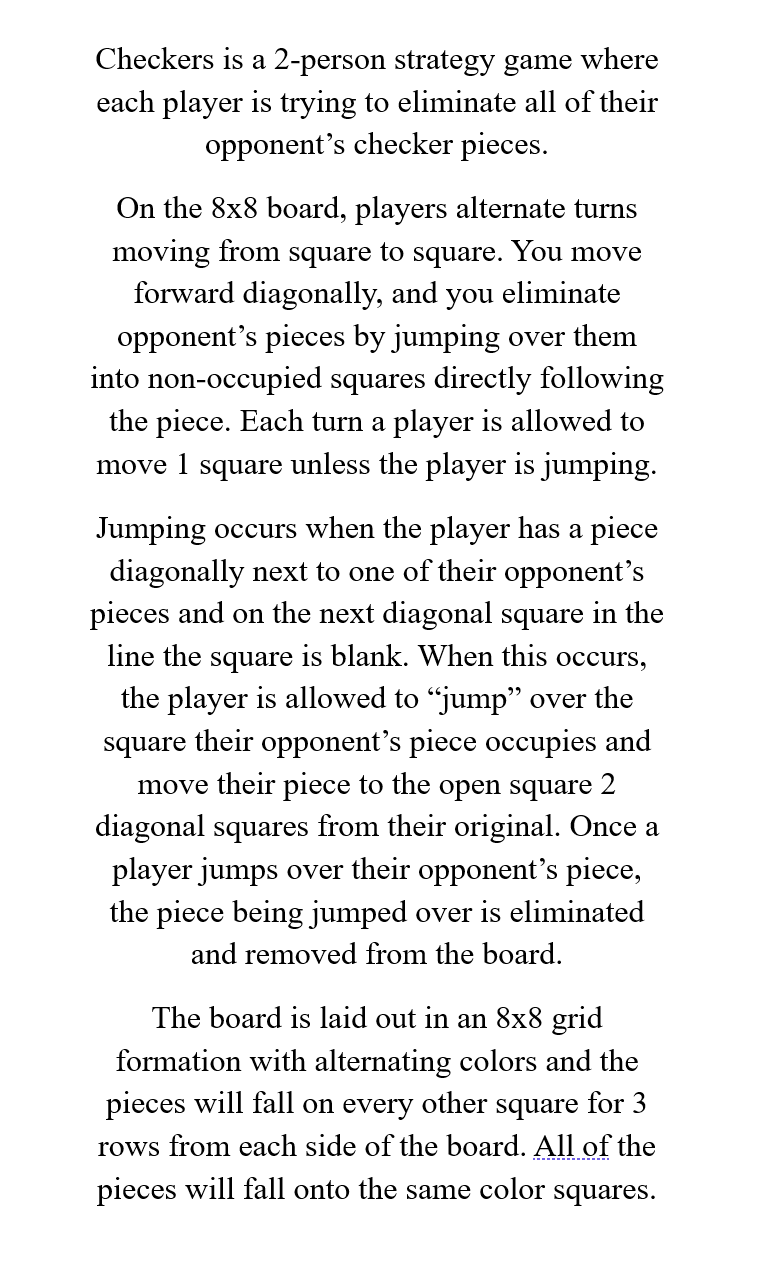 Checkers is a 2-person strategy game where
each player is trying to eliminate all of their
opponent’s checker pieces.
On the 8x8 board, players alternate turns
moving from square to square. You move
forward diagonally, and you eliminate
opponent’s pieces by jumping over them
into non-occupied squares directly following
the piece. Each turn a player is allowed to
move 1 square unless the player is jumping.
Jumping occurs when the player has a piece
diagonally next to one of their opponent’s
pieces and on the next diagonal square in the
line the square is blank. When this occurs,
the player is allowed to “jump” over the
square their opponent’s piece occupies and
move their piece to the open square 2
diagonal squares from their original. Once a
player jumps over their opponent’s piece,
the piece being jumped over is eliminated
and removed from the board.
The board is laid out in an 8x8 grid
formation with alternating colors and the
pieces will fall on every other square for 3
rows from each side of the board. All of the
pieces will fall onto the same color squares.